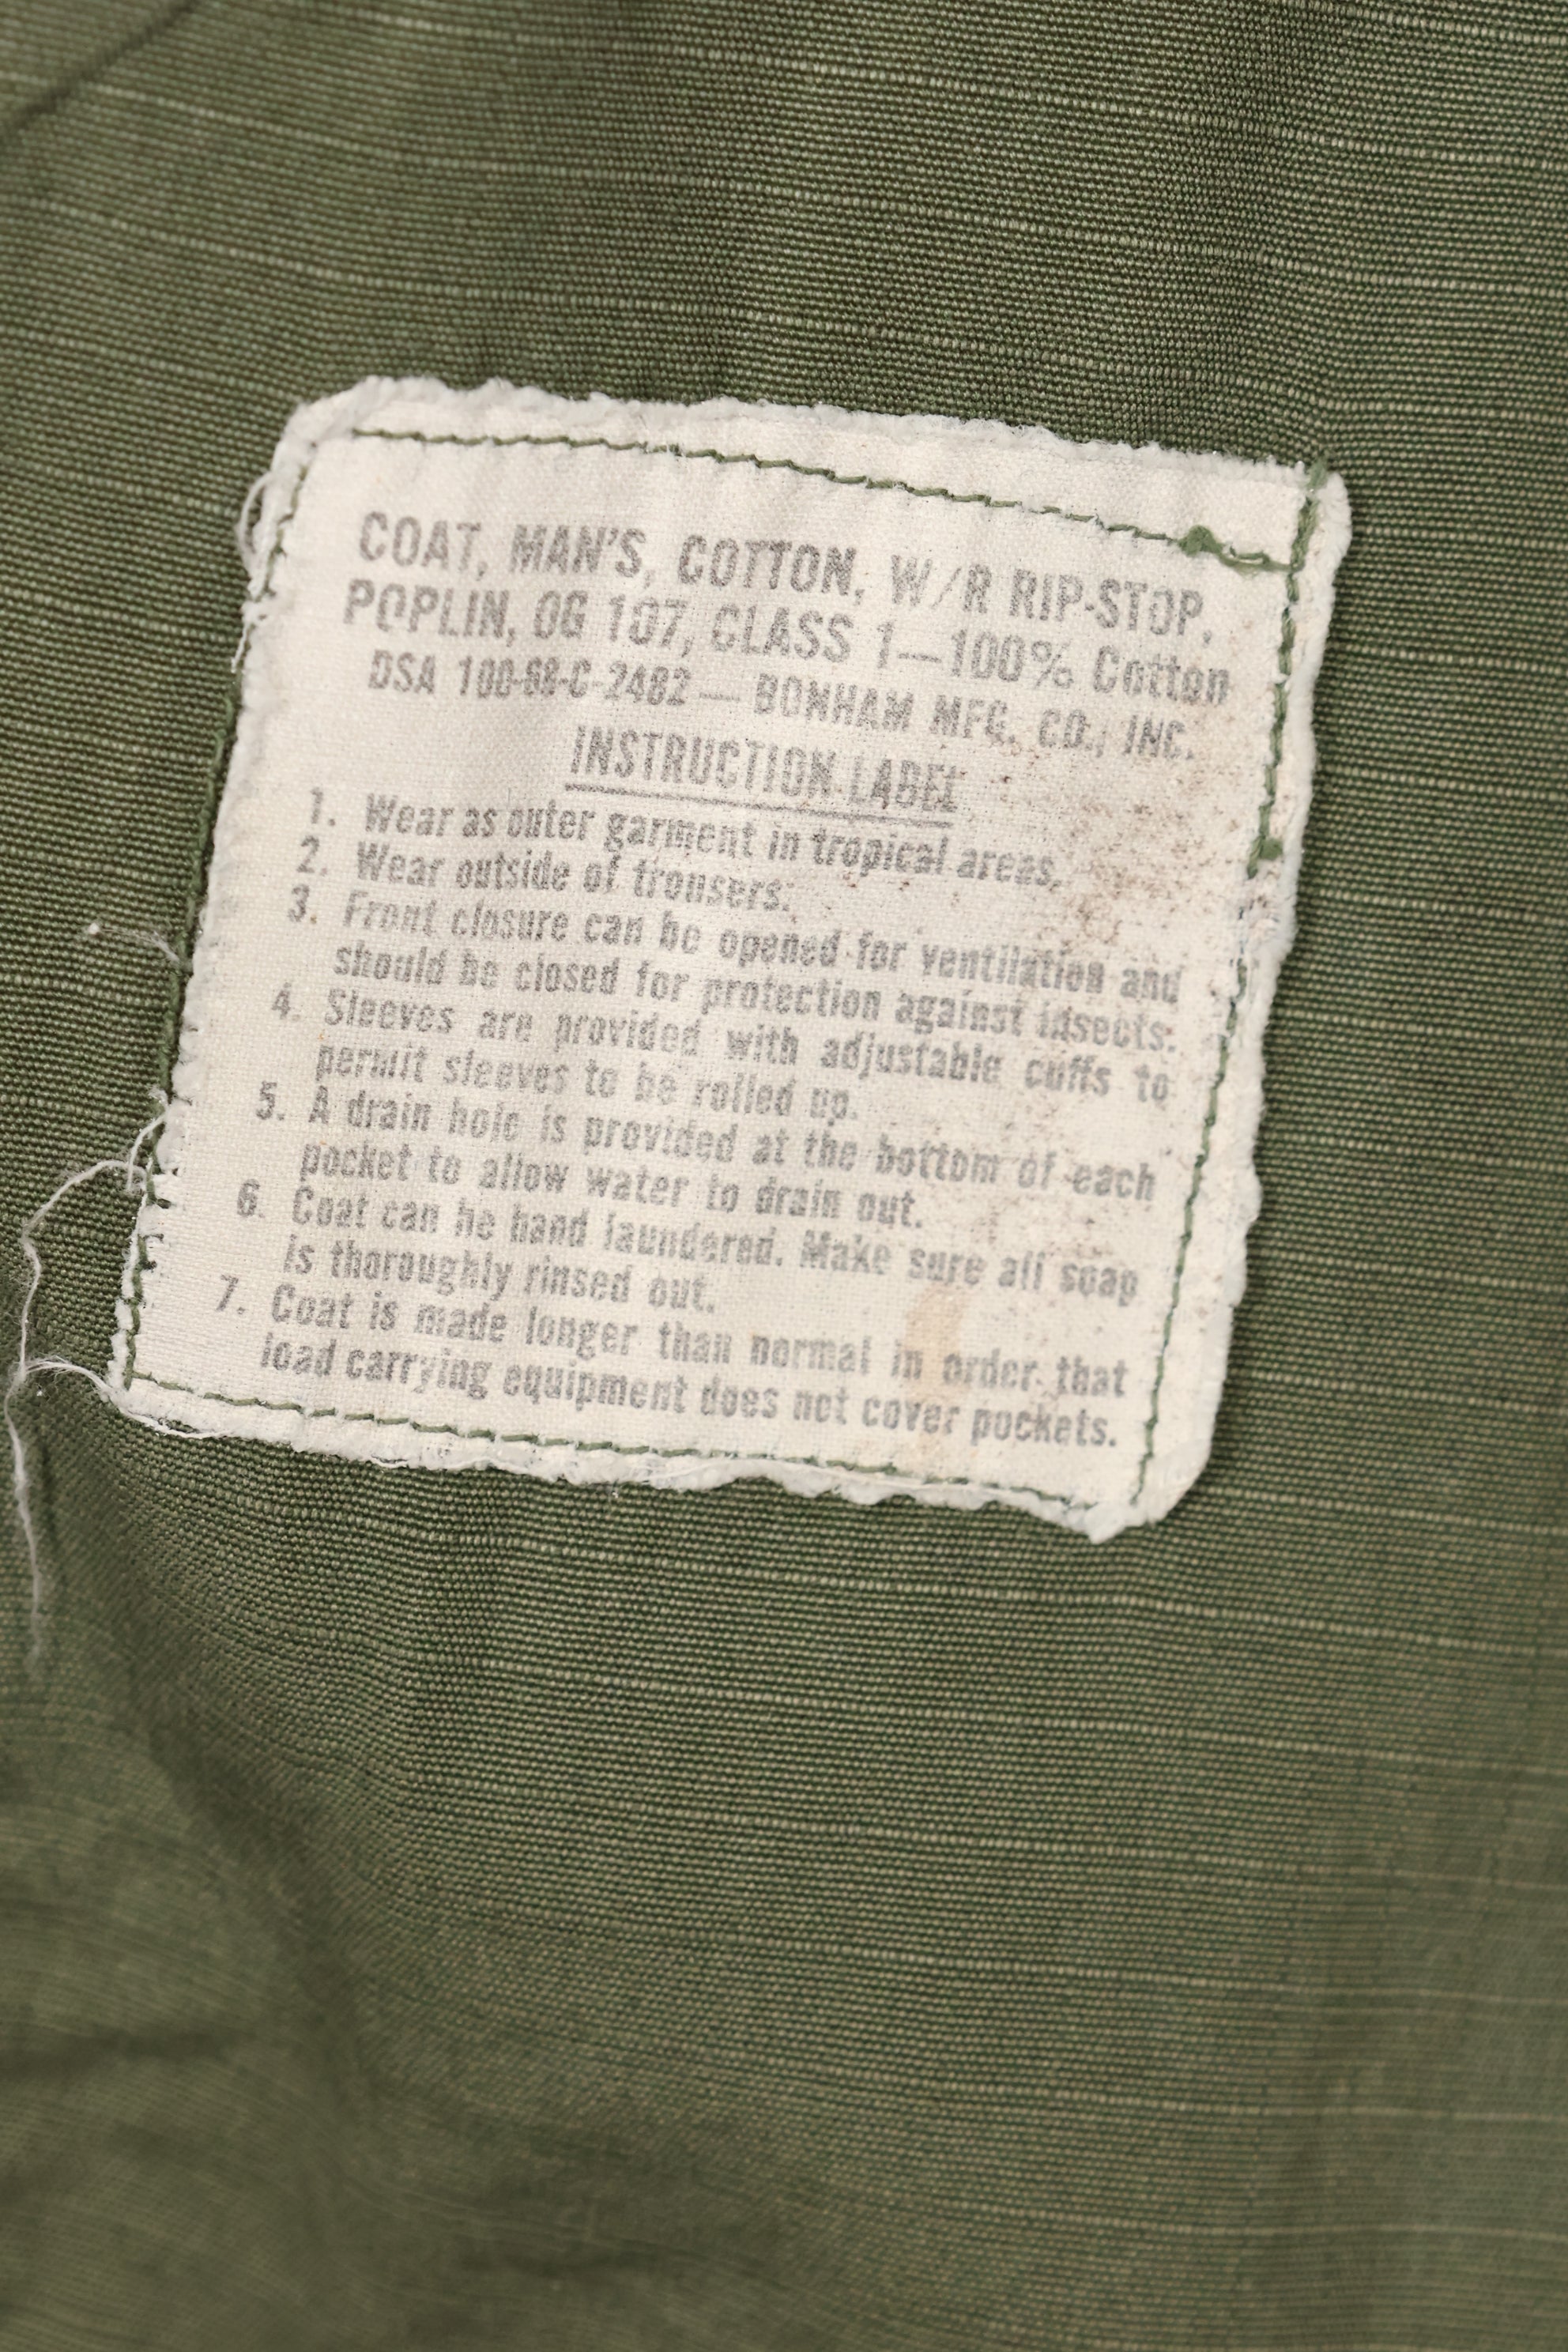 COAT, MAN'S, COTTON, W/R RIP-STOP,
POPLIN, OG 107, CLASS 1—100% Cotton
DSA 100-68-C-2482 — BONHAM MFG. CO., INC.
INSTRUCTION LABEL
1. Wear as outer garment in tropical areas.
2. Wear outside of trousers.
3. Front closure can be opened for ventilation and
should be closed for protection against insects.
4. Sleeves are provided with adjustable cuffs to
permit sleeves to be rolled up.
5. A drain hole is provided at the bottom of each
pocket to allow water to drain out.
6. Coat can be hand laundered. Make sure all soap
is thoroughly rinsed out.
7. Coat is made longer than normal in order that
load carrying equipment does not cover pockets.